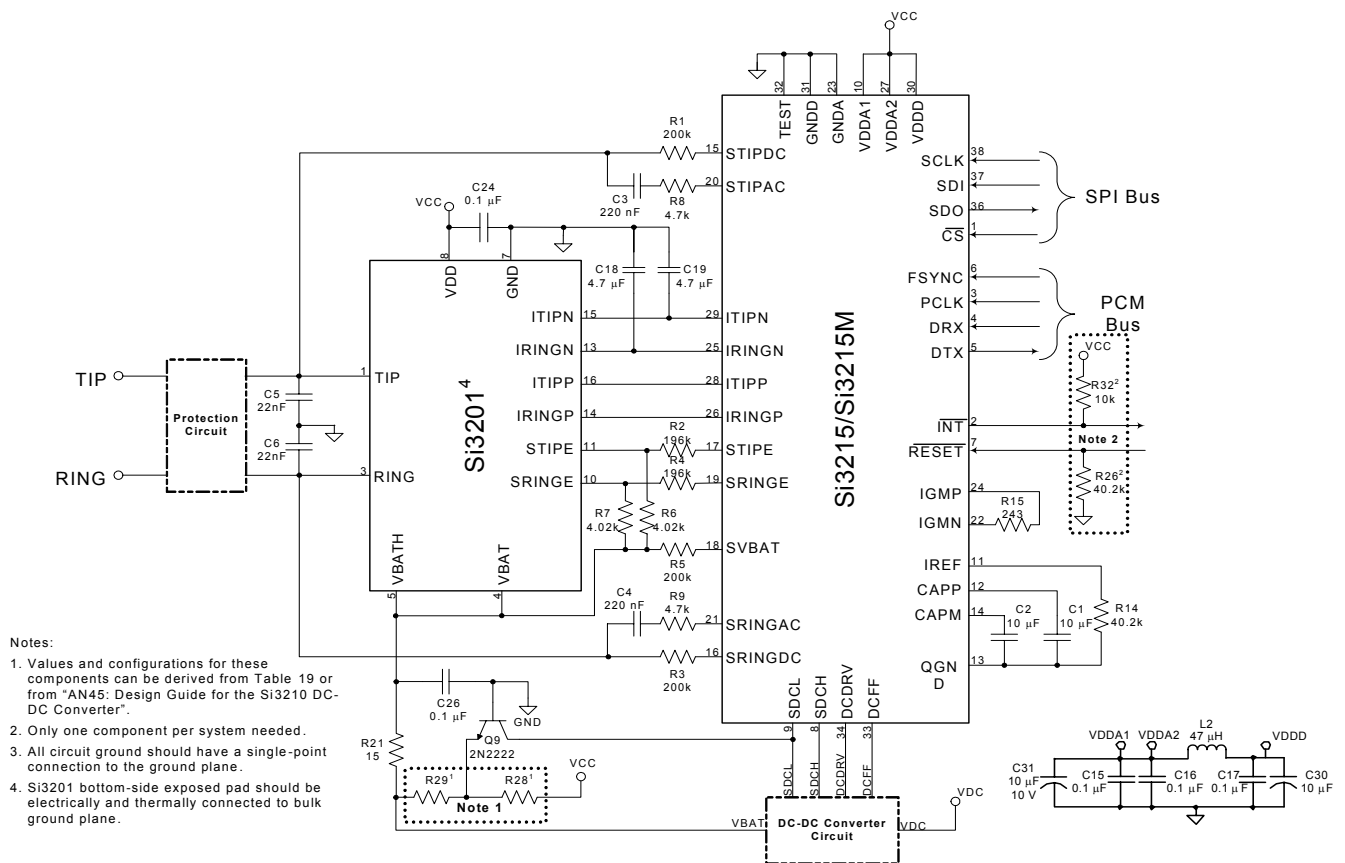 VCC
32
31
23
10
27
30
TEST
GNDD
GNDA
VDDA1
VDDA2
VDDD
R1
200k
15
STIPDC
20
STIPAC
C3
220 nF
R8
4.7k
C24
0.1 µF
VCC
8
7
VDD
GND
C18
4.7 µF
C19
4.7 µF
SCLK
38
SDI
37
SDO
36
CS
1
SPI Bus
FSYNC
6
PCLK
3
DRX
4
DTX
5
PCM
Bus
VCC
R32²
10k
INT
2
Note 2
RESET
7
R26²
40.2k
ITIPN
15
29
ITIPN
IRINGN
13
25
IRINGN
ITIPP
16
28
ITIPP
IRINGP
14
26
IRINGP
STIPE
11
R2
196k
17
STIPE
SRINGE
10
R4
196k
19
SRINGE
R7
4.02k
R6
4.02k
18
SVBAT
R5
200k
Si3201⁴
Si3215/Si3215M
TIP
Protection
Circuit
1
TIP
C5
22nF
C6
22nF
RING
3
RING
VBATH
5
VBAT
4
IGMP
24
IGMN
22
R15
243
IREF
11
CAPP
12
CAPM
14
C2
10 µF
C1
10 µF
R14
40.2k
QGN
D
13
C4
220 nF
R9
4.7k
21
SRINGAC
16
SRINGDC
R3
200k
SDCL
SDCH
DCDRV
DCFF
9
8
34
33
SDCL
SDCH
DCDRV
DCFF
C26
0.1 µF
GND
Q9
2N2222
R21
15
R29¹
R28¹
Note 1
VCC
VBAT
DC-DC Converter
Circuit
VDC
VDC
VDDA1
VDDA2
L2
47 µH
VDDD
C31
10 µF
10 V
C15
0.1 µF
C16
0.1 µF
C17
0.1 µF
C30
10 µF
Notes:
1. Values and configurations for these
components can be derived from Table 19 or
from “AN45: Design Guide for the Si3210 DC-
DC Converter”.
2. Only one component per system needed.
3. All circuit ground should have a single-point
connection to the ground plane.
4. Si3201 bottom-side exposed pad should be
electrically and thermally connected to bulk
ground plane.